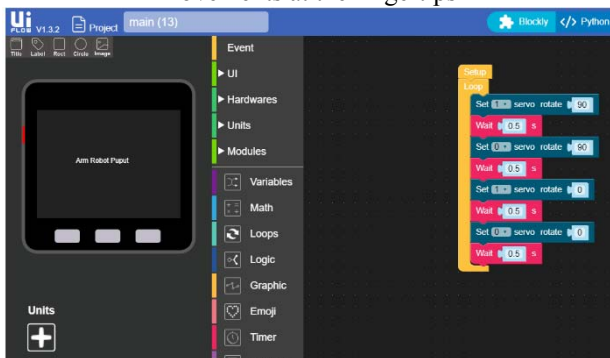 Ui
FLOW V1.3.2 Project main (13) Blockly </> Python
Title Label Rect Circle Image
Arm Robot Puput
Units
Event
UI
Hardwares
Units
Modules
Variables
Math
Loops
Logic
Graphic
Emoji
Timer
Setup
Loop
Set 1 servo rotate 90
Wait 0.5 s
Set 0 servo rotate 90
Wait 0.5 s
Set 1 servo rotate 0
Wait 0.5 s
Set 0 servo rotate 0
Wait 0.5 s